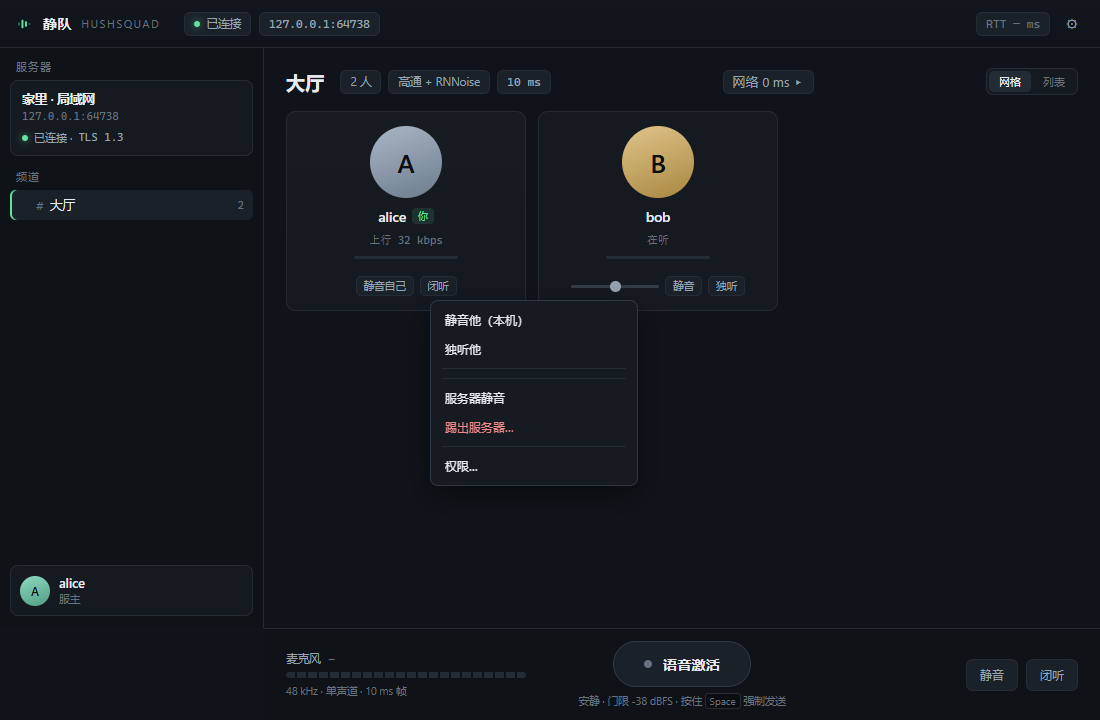 静队 HUSHSQUAD 已连接 127.0.0.1:64738 RTT — ms
服务器
家里 · 局域网
127.0.0.1:64738
已连接 · TLS 1.3
频道
# 大厅 2
大厅 2 人 高通 + RNNoise 10 ms 网络 0 ms ▸ 网格 列表
A
alice 你
上行 32 kbps
静音自己 闭听
B
bob
在听
静音 独听
静音他（本机）
独听他
服务器静音
踢出服务器…
权限…
A
alice
服主
麦克风 —
48 kHz · 单声道 · 10 ms 帧
语音激活
安静 · 门限 -38 dBFS · 按住 Space 强制发送
静音 闭听